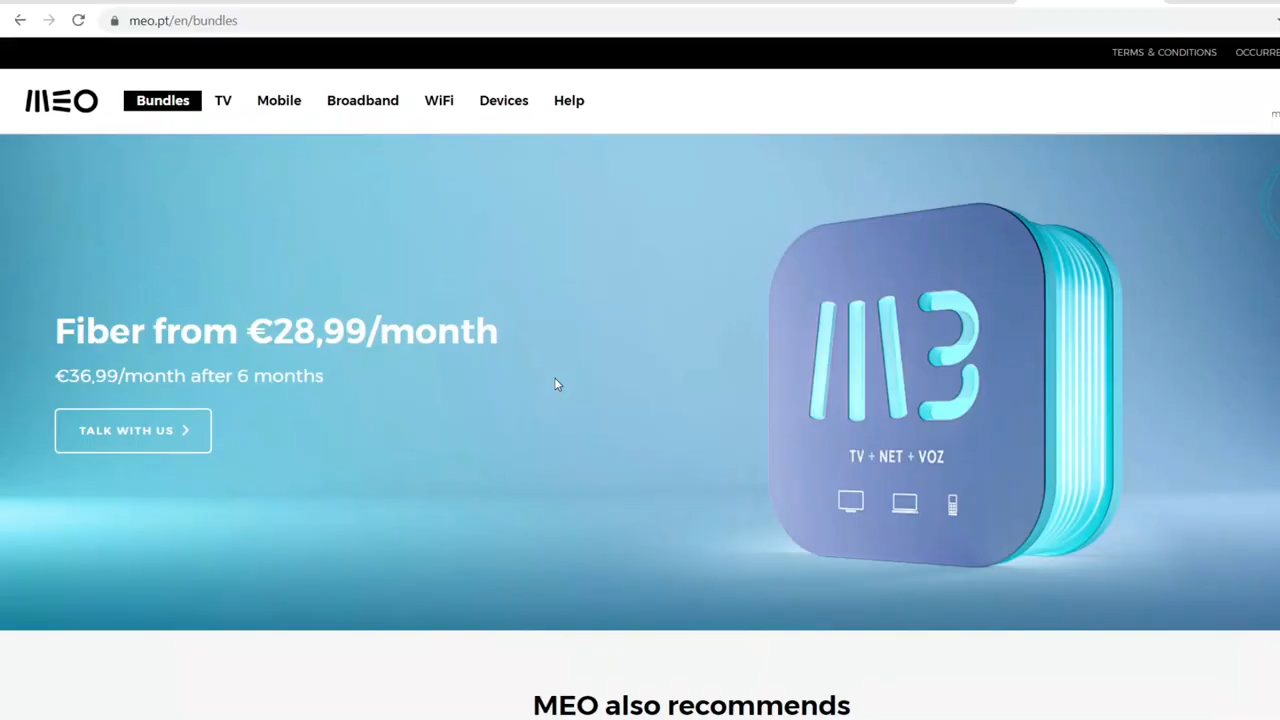 meo.pt/en/bundles
TERMS & CONDITIONS OCCURRE
MEO Bundles TV Mobile Broadband WiFi Devices Help
m
Fiber from €28,99/month
€36,99/month after 6 months
TALK WITH US
M3
TV + NET + VOZ
MEO also recommends